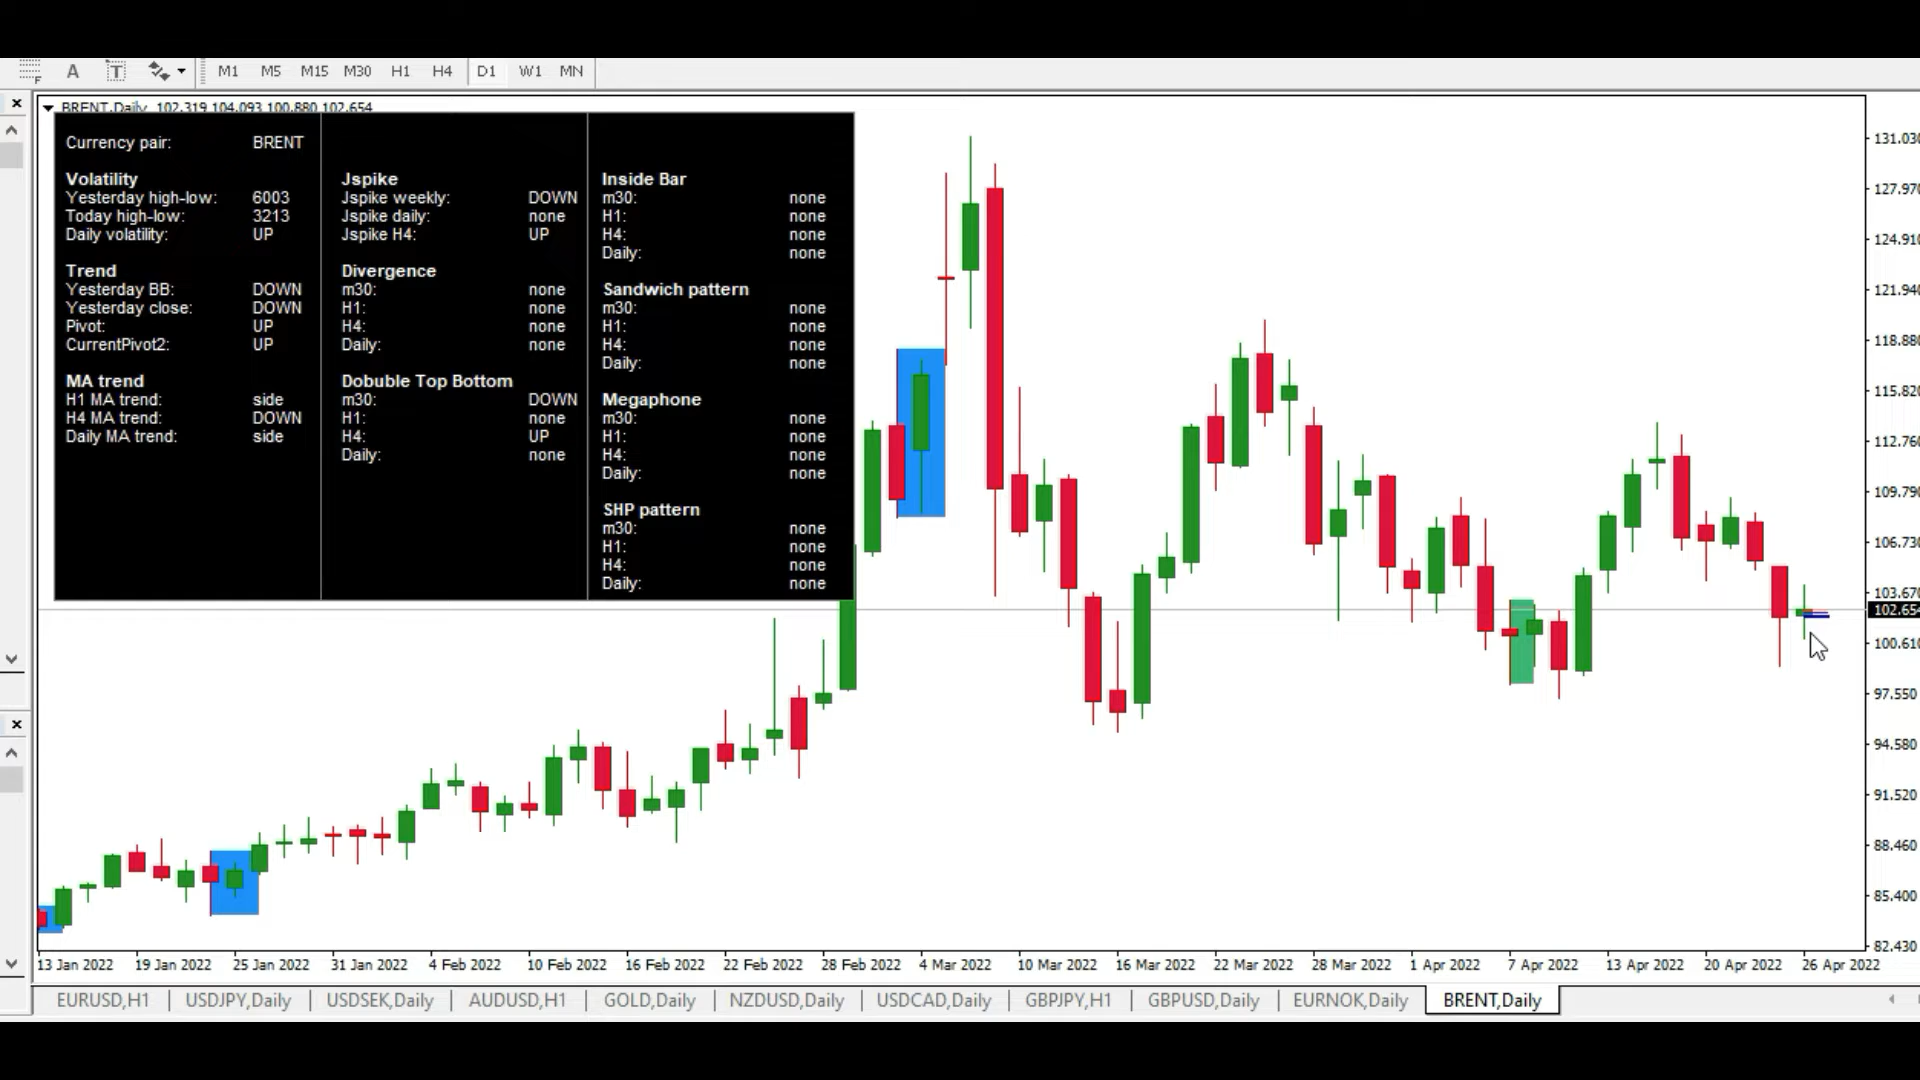 A T M1 M5 M15 M30 H1 H4 D1 W1 MN
BRENT,Daily 102.319 104.093 100.880 102.654
Currency pair: BRENT
Volatility
Yesterday high-low: 6003
Today high-low: 3213
Daily volatility: UP
Trend
Yesterday BB: DOWN
Yesterday close: DOWN
Pivot: UP
CurrentPivot2: UP
MA trend
H1 MA trend: side
H4 MA trend: DOWN
Daily MA trend: side
Jspike
Jspike weekly: DOWN
Jspike daily: none
Jspike H4: UP
Divergence
m30: none
H1: none
H4: none
Daily: none
Dobuble Top Bottom
m30: DOWN
H1: none
H4: UP
Daily: none
Inside Bar
m30: none
H1: none
H4: none
Daily: none
Sandwich pattern
m30: none
H1: none
H4: none
Daily: none
Megaphone
m30: none
H1: none
H4: none
Daily: none
SHP pattern
m30: none
H1: none
H4: none
Daily: none
131.030
127.970
124.910
121.940
118.880
115.820
112.760
109.790
106.730
103.670
102.654
100.610
97.550
94.580
91.520
88.460
85.400
82.430
13 Jan 2022 19 Jan 2022 25 Jan 2022 31 Jan 2022 4 Feb 2022 10 Feb 2022 16 Feb 2022 22 Feb 2022 28 Feb 2022 4 Mar 2022 10 Mar 2022 16 Mar 2022 22 Mar 2022 28 Mar 2022 1 Apr 2022 7 Apr 2022 13 Apr 2022 20 Apr 2022 26 Apr 2022
EURUSD,H1 USDJPY,Daily USDSEK,Daily AUDUSD,H1 GOLD,Daily NZDUSD,Daily USDCAD,Daily GBPJPY,H1 GBPUSD,Daily EURNOK,Daily BRENT,Daily